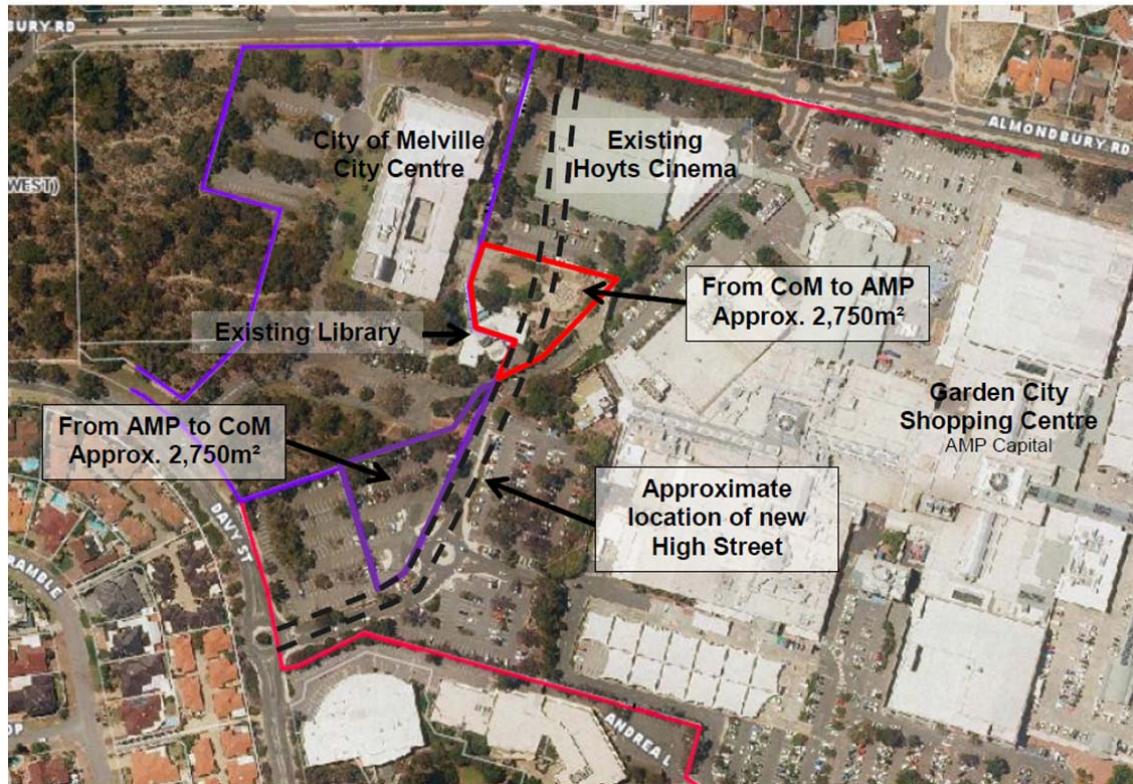 BURY RD
ALMONDBURY RD
City of Melville
City Centre
Existing
Hoyts Cinema
WEST)
From CoM to AMP
Approx. 2,750m²
Existing Library
Garden City
Shopping Centre
AMP Capital
From AMP to CoM
Approx. 2,750m²
Approximate
location of new
High Street
DAVY ST
RAMBLE
OP
ANDREA L